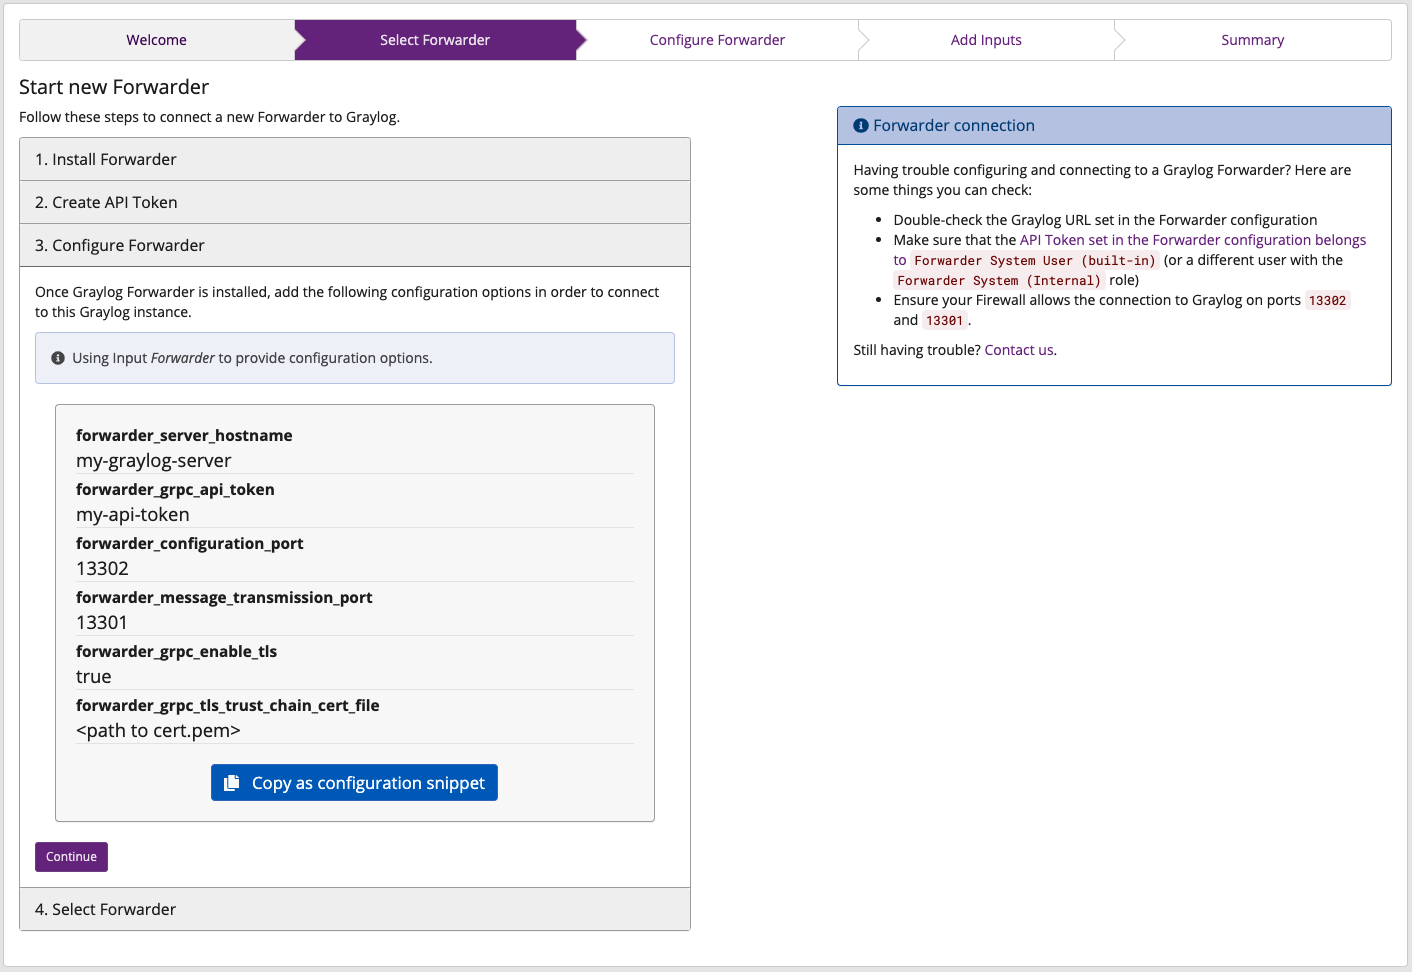 Welcome
Select Forwarder
Configure Forwarder
Add Inputs
Summary
Start new Forwarder
Follow these steps to connect a new Forwarder to Graylog.
1. Install Forwarder
2. Create API Token
3. Configure Forwarder
Once Graylog Forwarder is installed, add the following configuration options in order to connect
to this Graylog instance.
Using Input Forwarder to provide configuration options.
forwarder_server_hostname
my-graylog-server
forwarder_grpc_api_token
my-api-token
forwarder_configuration_port
13302
forwarder_message_transmission_port
13301
forwarder_grpc_enable_tls
true
forwarder_grpc_tls_trust_chain_cert_file
<path to cert.pem>
Copy as configuration snippet
Continue
4. Select Forwarder
Forwarder connection
Having trouble configuring and connecting to a Graylog Forwarder? Here are
some things you can check:
• Double-check the Graylog URL set in the Forwarder configuration
• Make sure that the API Token set in the Forwarder configuration belongs
to Forwarder System User (built-in) (or a different user with the
Forwarder System (Internal) role)
• Ensure your Firewall allows the connection to Graylog on ports 13302
and 13301.
Still having trouble? Contact us.